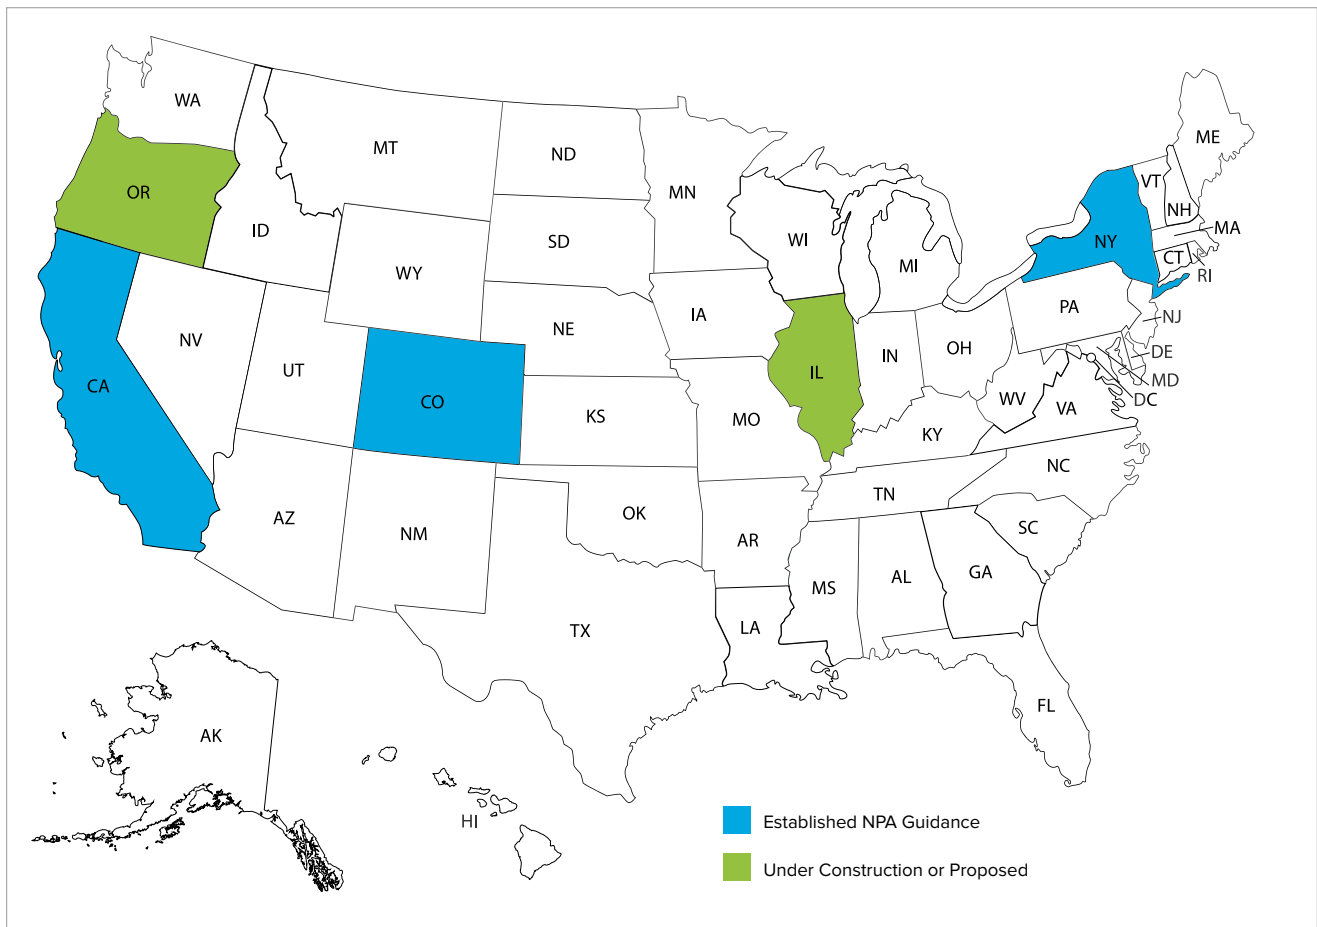 WA
MT
ND
MN
ME
OR
ID
SD
WI
MI
VT
NH
NY
MA
CT
RI
WY
NE
IA
PA
NJ
NV
UT
CO
KS
MO
IL
IN
OH
DE
MD
DC
CA
WV
VA
KY
NC
AZ
NM
OK
AR
TN
SC
TX
LA
MS
AL
GA
FL
AK
HI
Established NPA Guidance
Under Construction or Proposed